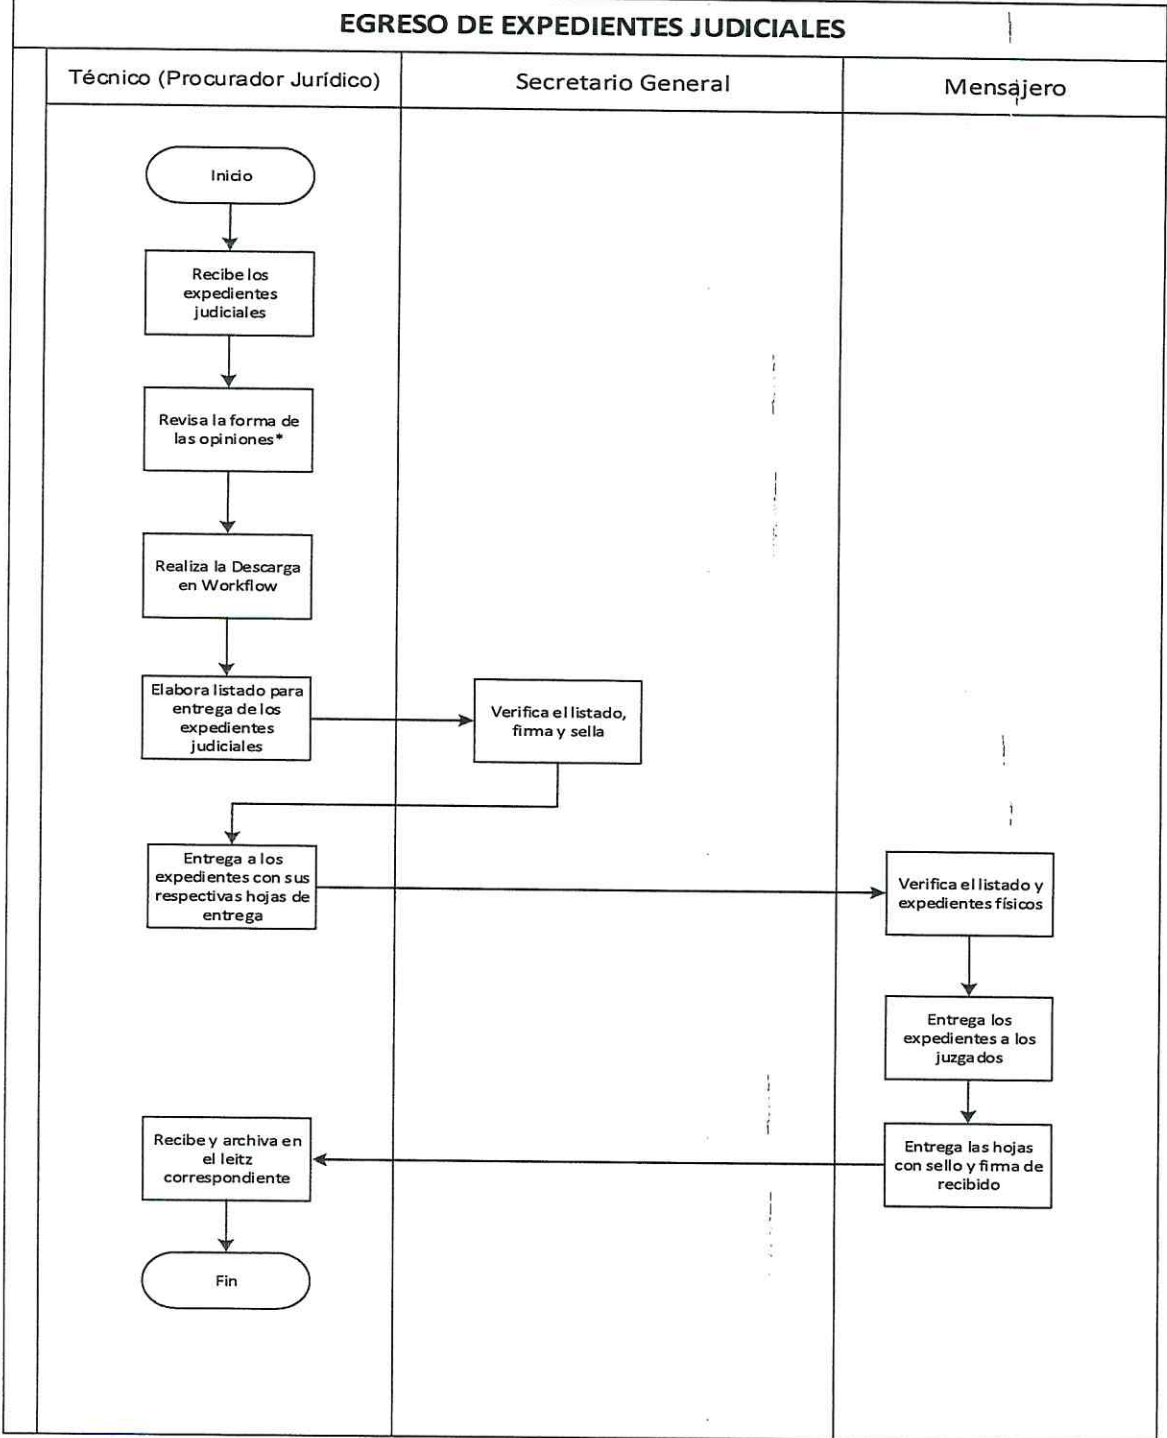 EGRESO DE EXPEDIENTES JUDICIALES
Técnico (Procurador Jurídico)
Secretario General
Mensajero
Inicio
Recibe los
expedientes
judiciales
Revisa la forma de
las opiniones*
Realiza la Descarga
en Workflow
Elabora listado para
entrega de los
expedientes
judiciales
Verifica el listado,
firma y sella
Entrega a los
expedientes con sus
respectivas hojas de
entrega
Verifica el listado y
expedientes físicos
Entrega los
expedientes a los
juzgados
Entrega las hojas
con sello y firma de
recibido
Recibe y archiva en
el leitz
correspondiente
Fin